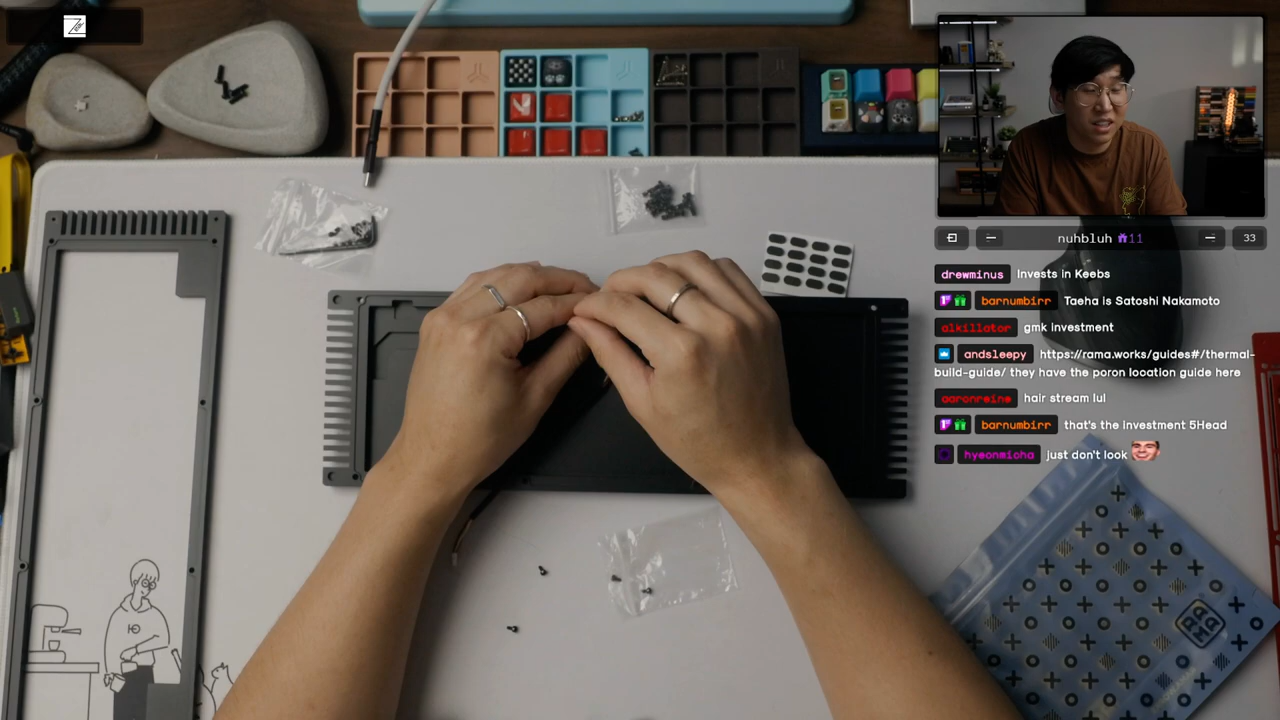 nuhbluh 11
33
drewminus Invests in Keebs
barnumbirr Taeha is Satoshi Nakamoto
alkillator gmk investment
andsleepy https://rama.works/guides#/thermal-
build-guide/ they have the poron location guide here
aaronreine hair stream lul
barnumbirr that's the investment 5Head
hyeonmicha just don't look
RA
MA